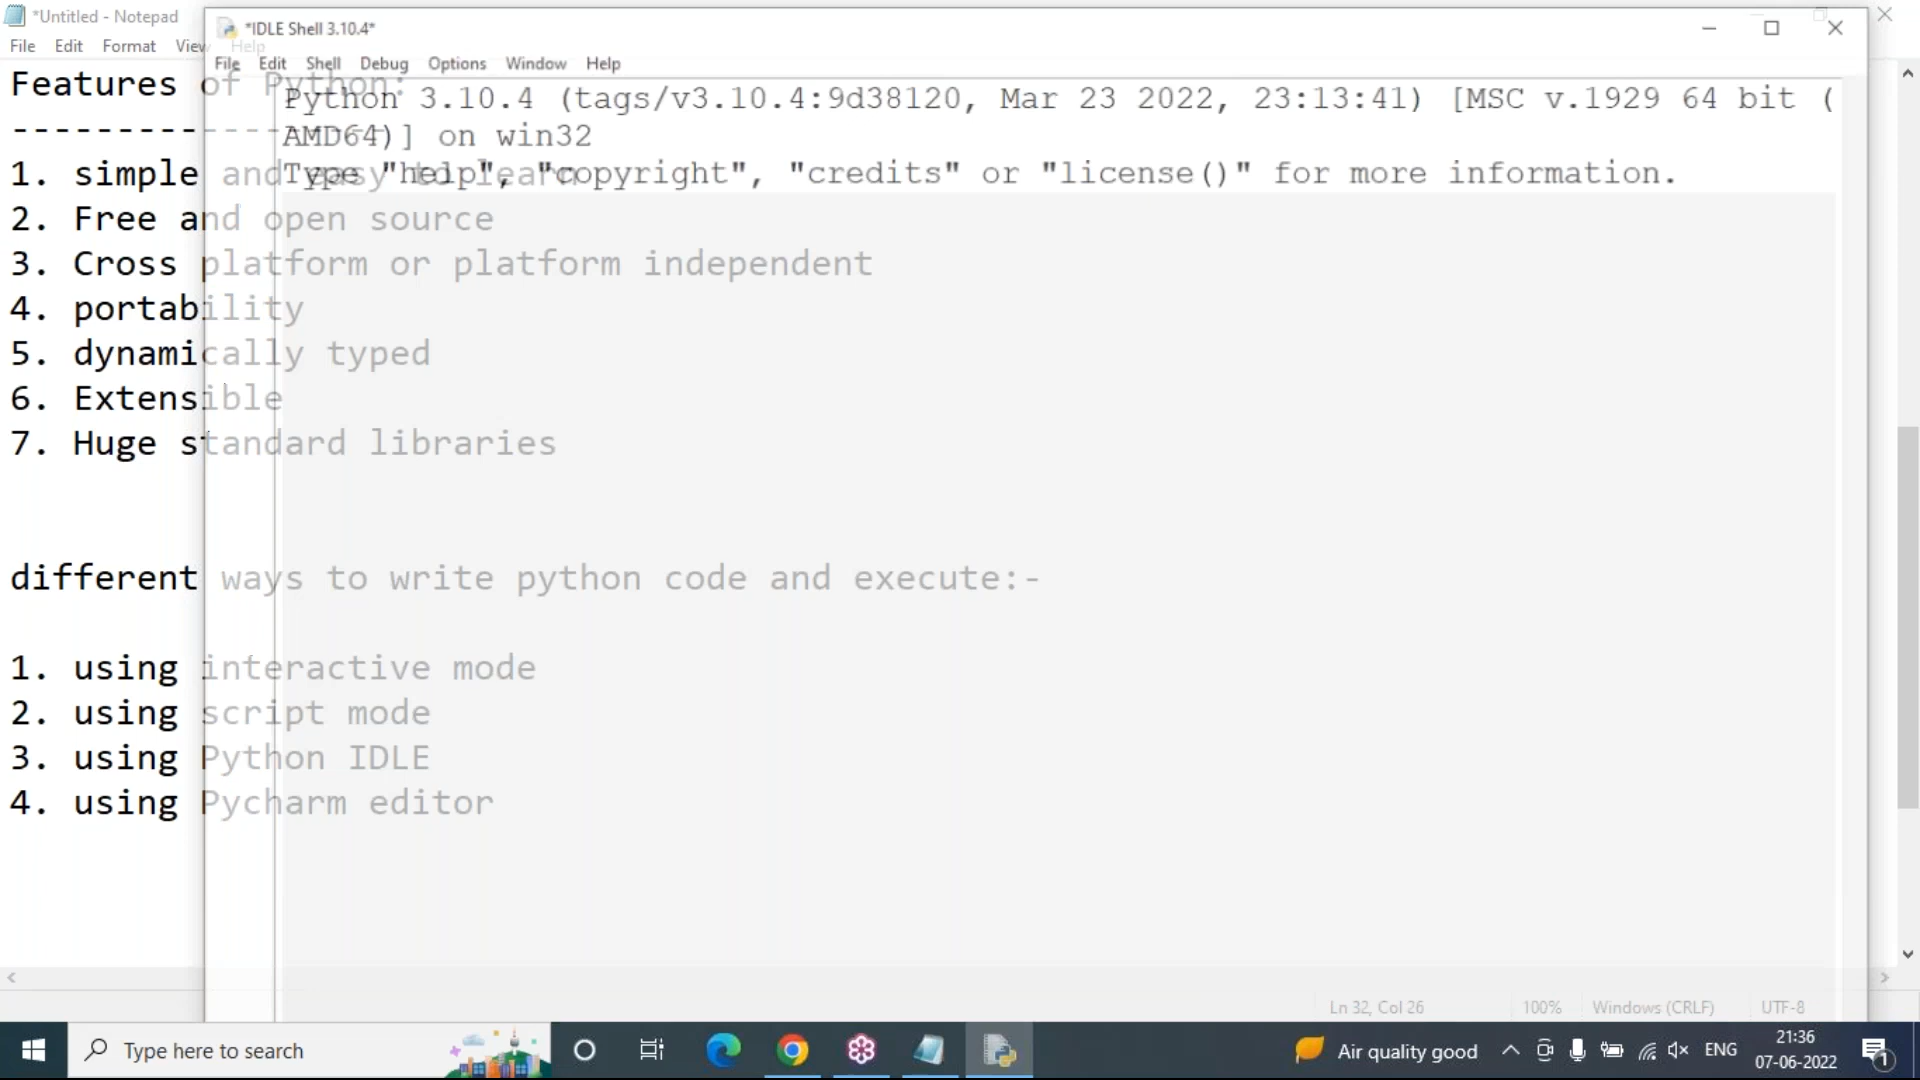 *Untitled - Notepad
File Edit Format View Help
*IDLE Shell 3.10.4*
File Edit Shell Debug Options Window Help
Features of Python:
-----------------
1. simple and easy to learn
2. Free and open source
3. Cross platform or platform independent
4. portability
5. dynamically typed
6. Extensible
7. Huge standard libraries
different ways to write python code and execute:-
1. using interactive mode
2. using script mode
3. using Python IDLE
4. using Pycharm editor
Python 3.10.4 (tags/v3.10.4:9d38120, Mar 23 2022, 23:13:41) [MSC v.1929 64 bit (
AMD64)] on win32
Type "help", "copyright", "credits" or "license()" for more information.
Ln 32, Col 26 100% Windows (CRLF) UTF-8
Type here to search
Air quality good
ENG
21:36
07-06-2022
1